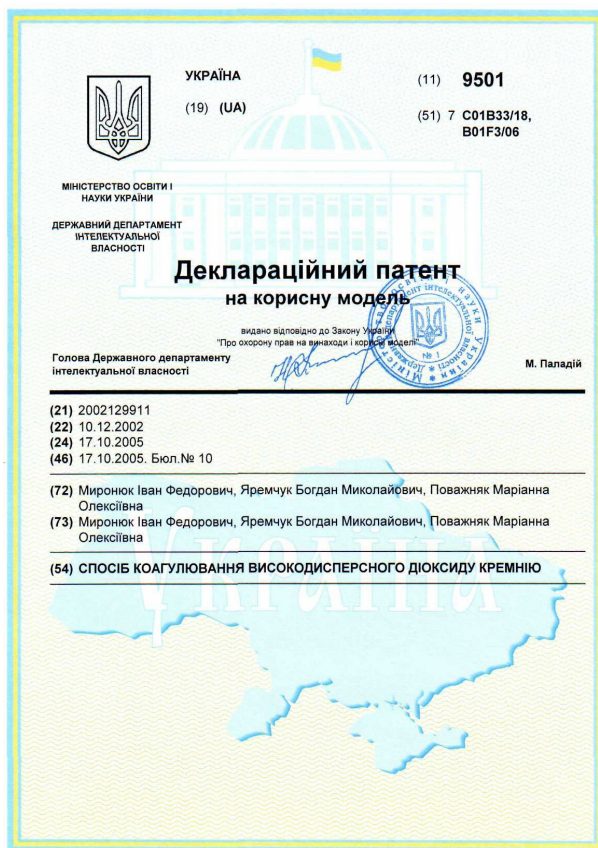 УКРАЇНА
(19) (UA)
(11) 9501
(51) 7 C01B33/18,
B01F3/06
МІНІСТЕРСТВО ОСВІТИ І
НАУКИ УКРАЇНИ
ДЕРЖАВНИЙ ДЕПАРТАМЕНТ
ІНТЕЛЕКТУАЛЬНОЇ
ВЛАСНОСТІ
Деклараційний патент
на корисну модель
видано відповідно до Закону України
"Про охорону прав на винаходи і корисні моделі"
Голова Державного департаменту
інтелектуальної власності
М. Паладій
№ 1
(21) 2002129911
(22) 10.12.2002
(24) 17.10.2005
(46) 17.10.2005. Бюл.№ 10
(72) Миронюк Іван Федорович, Яремчук Богдан Миколайович, Поважняк Маріанна
Олексіївна
(73) Миронюк Іван Федорович, Яремчук Богдан Миколайович, Поважняк Маріанна
Олексіївна
(54) СПОСІБ КОАГУЛЮВАННЯ ВИСОКОДИСПЕРСНОГО ДІОКСИДУ КРЕМНІЮ
УКРАЇНА